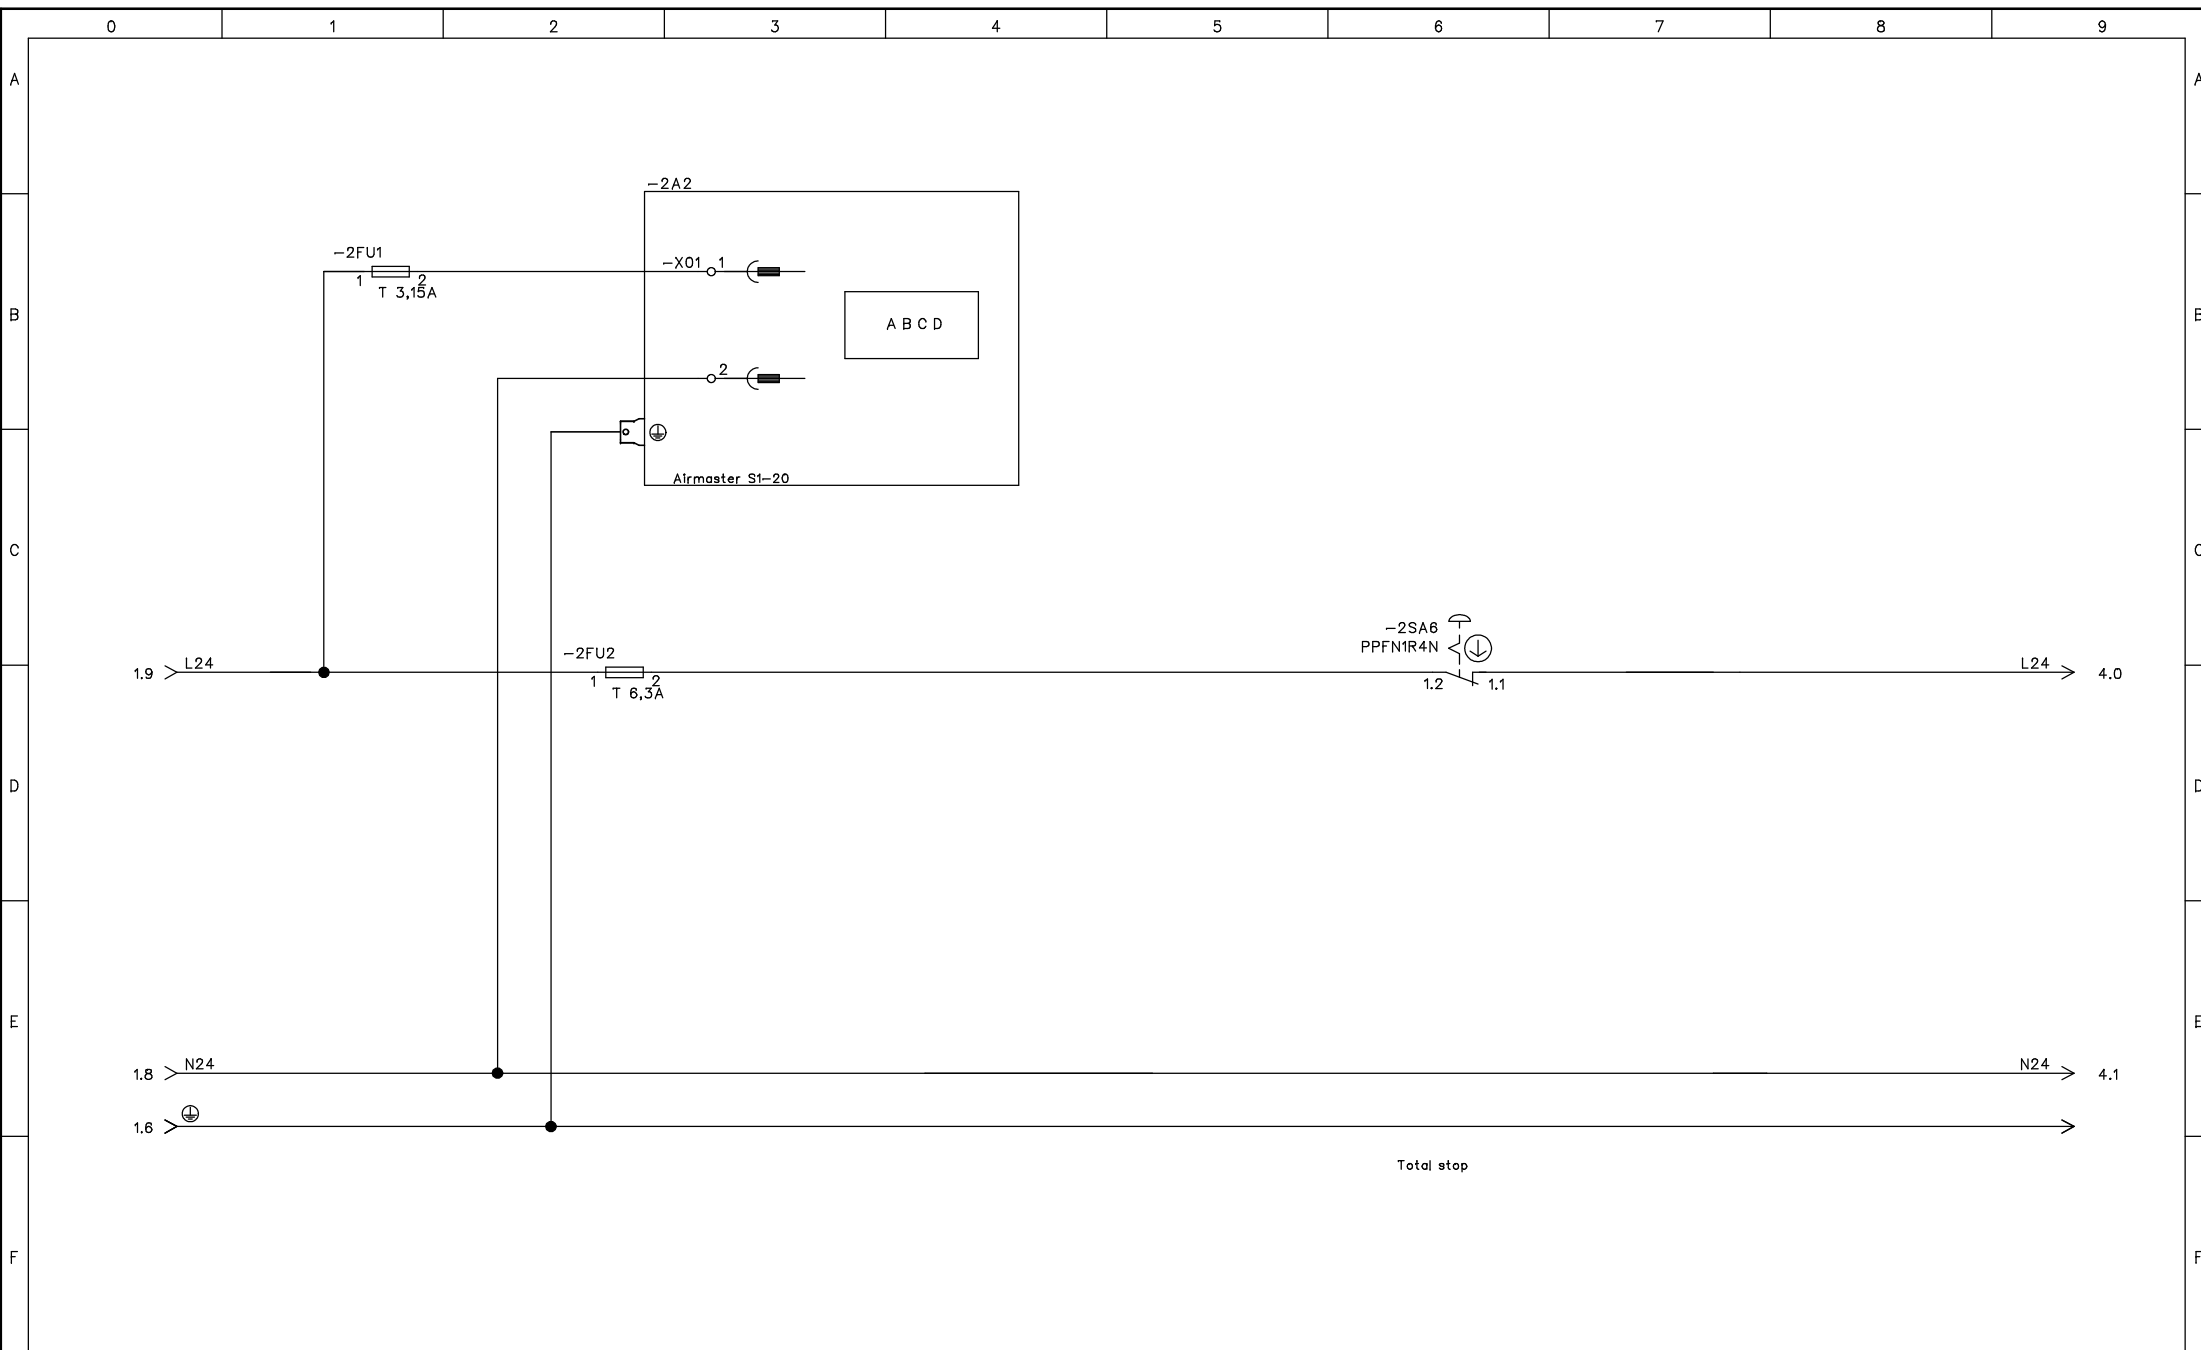 0 1 2 3 4 5 6 7 8 9
A A
-2A2
-2FU1
-X01 1
1 2
T 3,15A
B B
A B C D
2
Airmaster S1-20
C C
-2SA6
PPFN1R4N
-2FU2
1.9 L24 L24 4.0
1 2
T 6,3A
1.2 1.1
D D
E E
1.8 N24 N24 4.1
1.6
Total stop
F F